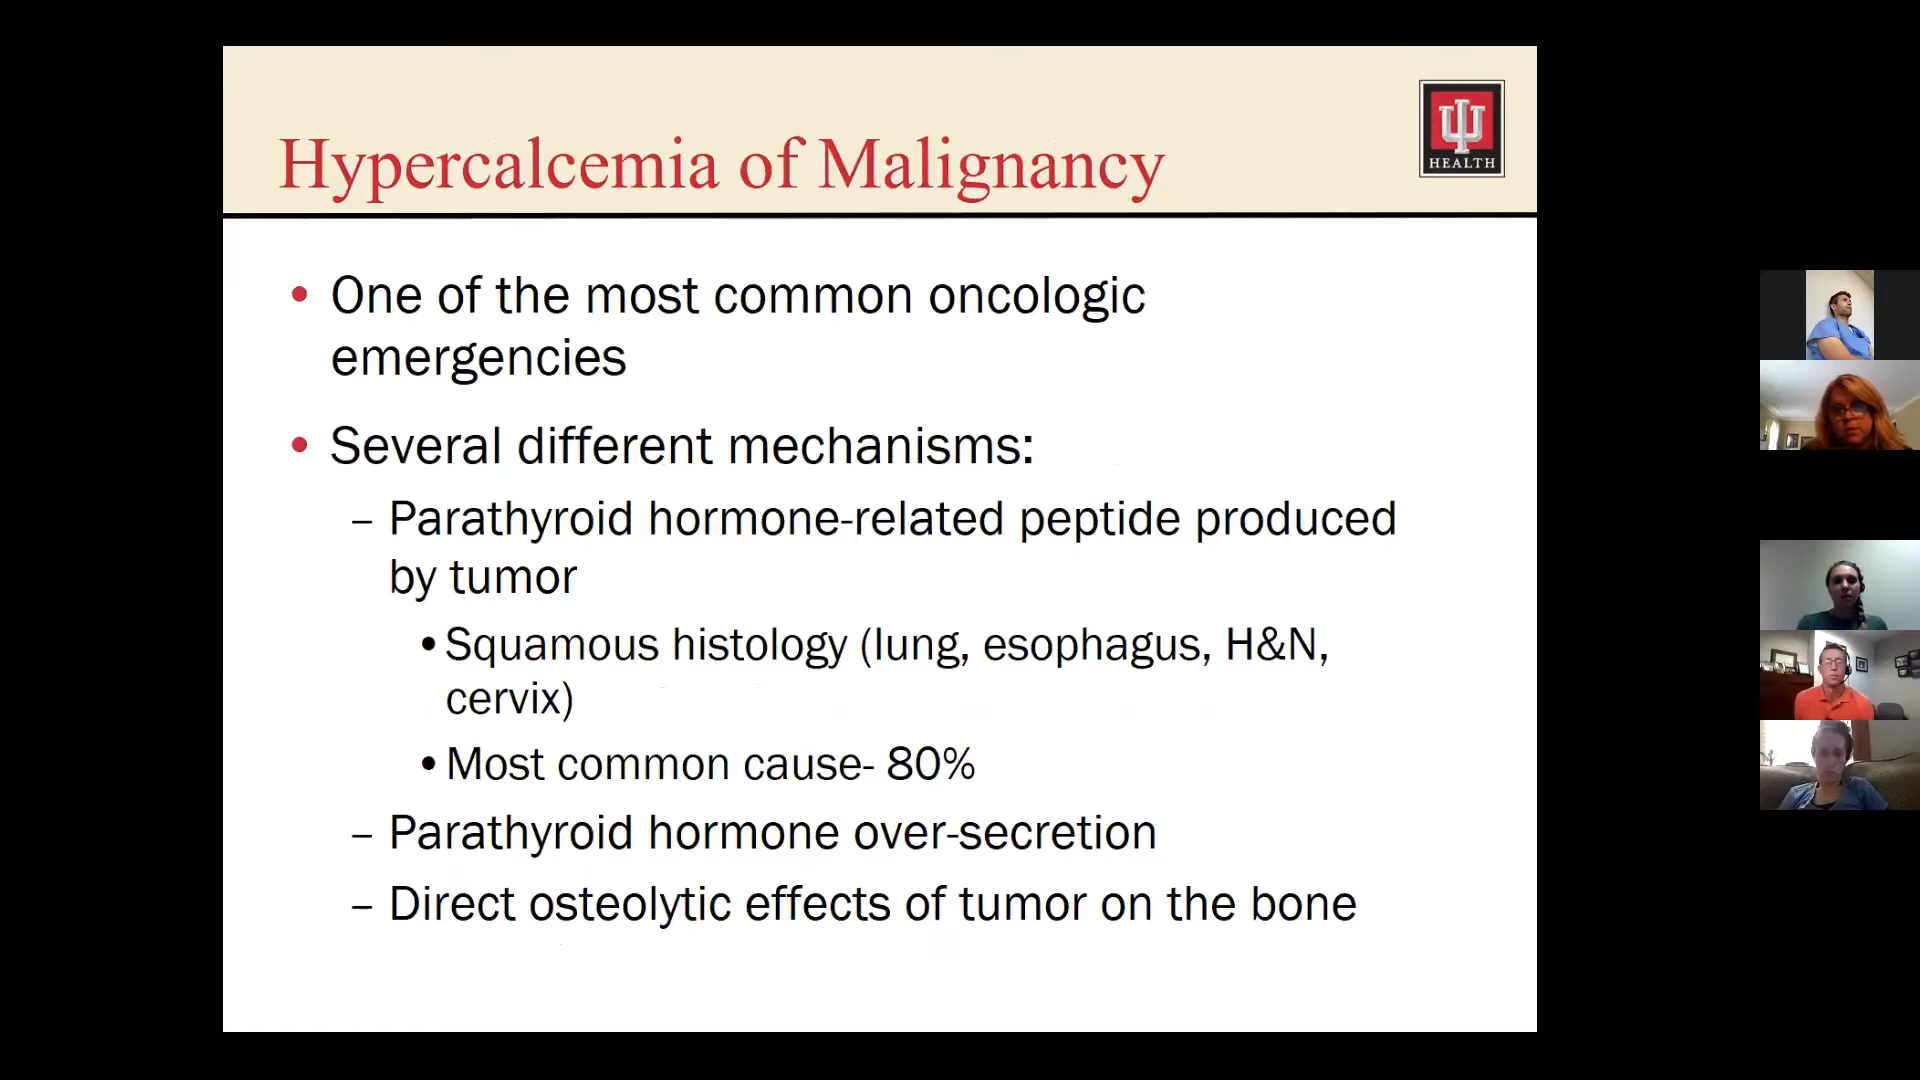 Hypercalcemia of Malignancy
HEALTH
• One of the most common oncologic
emergencies
• Several different mechanisms:
– Parathyroid hormone-related peptide produced
by tumor
• Squamous histology (lung, esophagus, H&N,
cervix)
• Most common cause- 80%
– Parathyroid hormone over-secretion
– Direct osteolytic effects of tumor on the bone